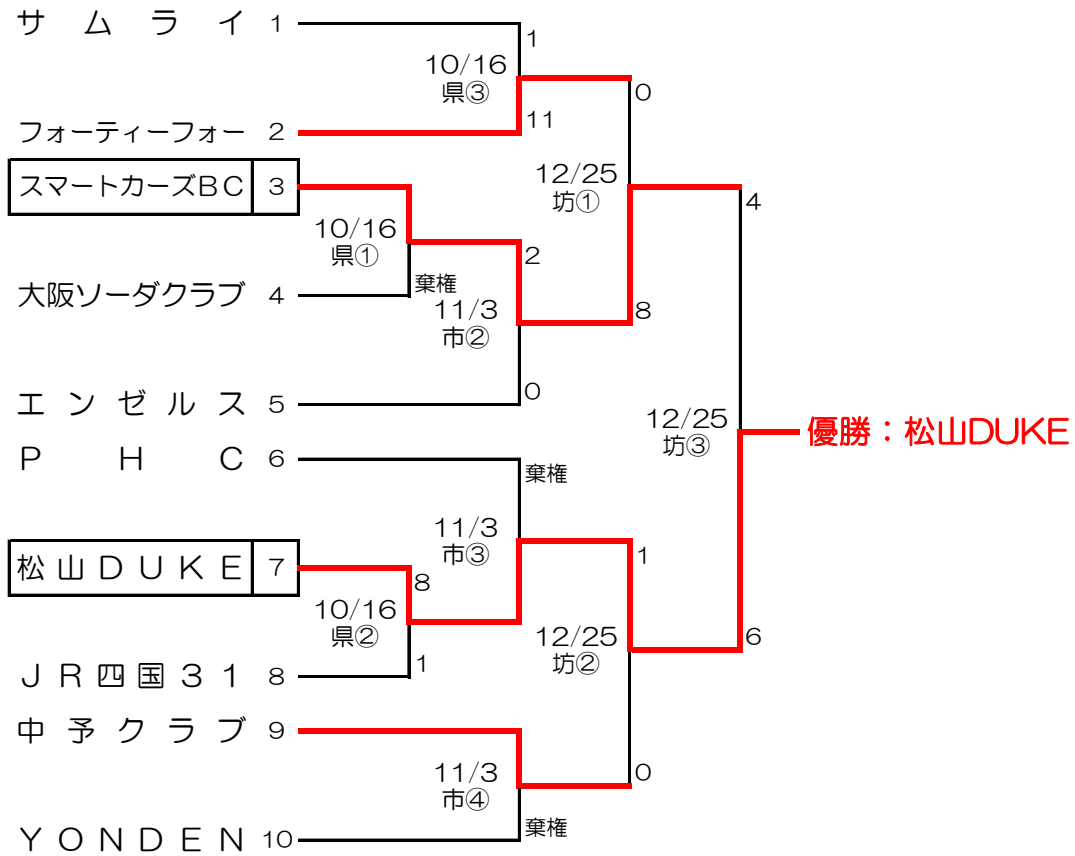 サムライ 1
1
10/16
県③
0
11
フォーティーフォー 2
12/25
坊①
スマートカーズBC 3
4
10/16
県①
2
棄権
大阪ソーダクラブ 4
11/3
市②
8
0
エンゼルス 5
12/25
坊③
優勝：松山DUKE
PHC 6
棄権
11/3
市③
1
松山DUKE 7
8
10/16
県②
12/25
坊②
6
1
JR四国31 8
中予クラブ 9
11/3
市④
0
棄権
YONDEN 10